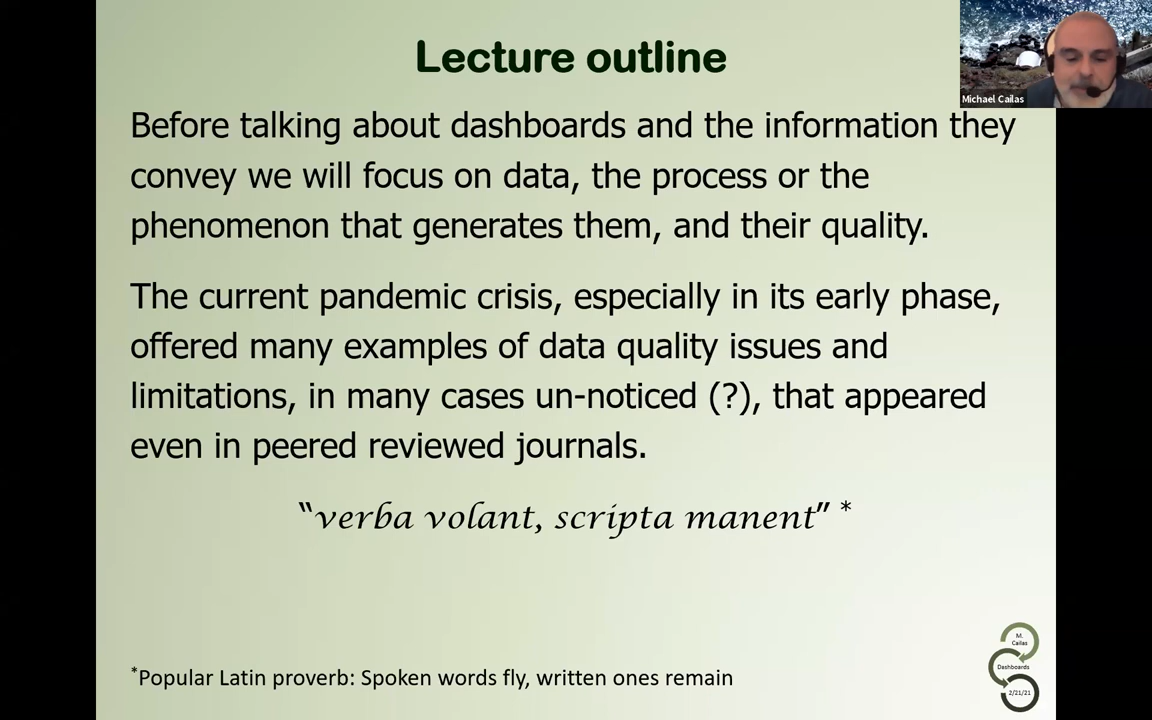 Lecture outline
Michael Cailas
Before talking about dashboards and the information they
convey we will focus on data, the process or the
phenomenon that generates them, and their quality.
The current pandemic crisis, especially in its early phase,
offered many examples of data quality issues and
limitations, in many cases un-noticed (?), that appeared
even in peered reviewed journals.
“verba volant, scripta manent” *
*Popular Latin proverb: Spoken words fly, written ones remain
M.
Cailas
Dashboards
2/21/21